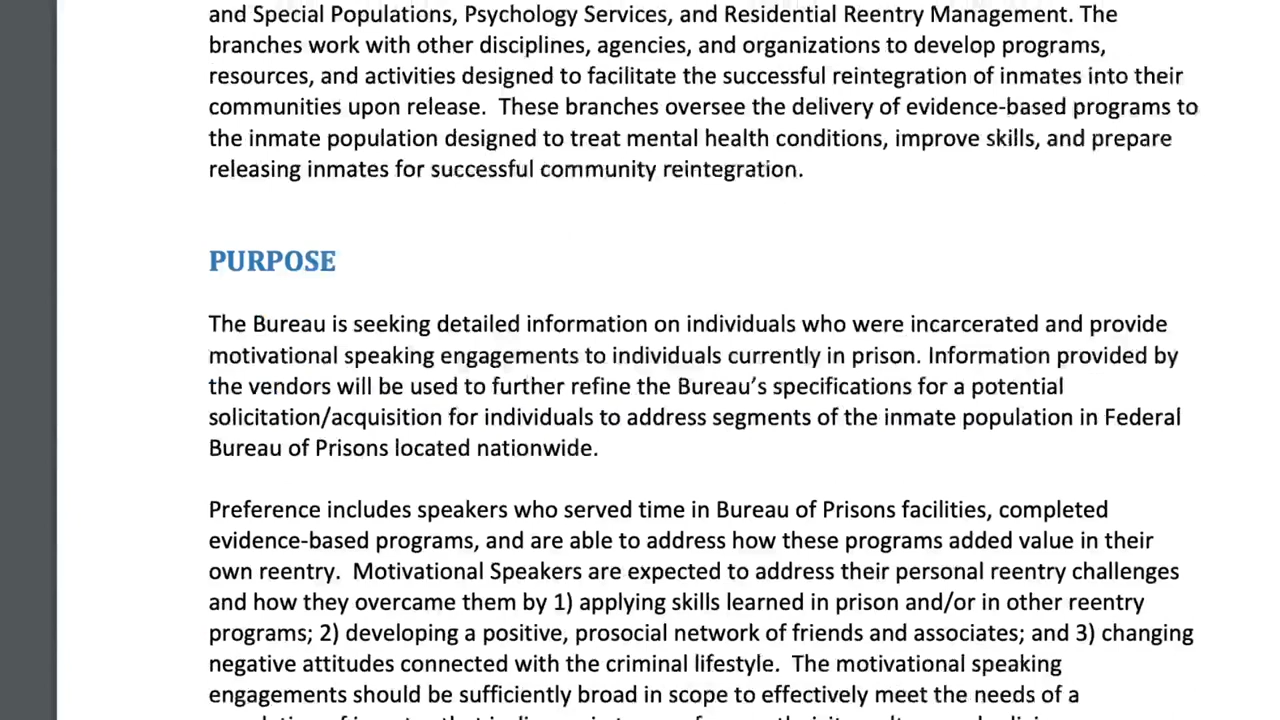 and Special Populations, Psychology Services, and Residential Reentry Management. The
branches work with other disciplines, agencies, and organizations to develop programs,
resources, and activities designed to facilitate the successful reintegration of inmates into their
communities upon release.  These branches oversee the delivery of evidence-based programs to
the inmate population designed to treat mental health conditions, improve skills, and prepare
releasing inmates for successful community reintegration.
PURPOSE
The Bureau is seeking detailed information on individuals who were incarcerated and provide
motivational speaking engagements to individuals currently in prison. Information provided by
the vendors will be used to further refine the Bureau’s specifications for a potential
solicitation/acquisition for individuals to address segments of the inmate population in Federal
Bureau of Prisons located nationwide.
Preference includes speakers who served time in Bureau of Prisons facilities, completed
evidence-based programs, and are able to address how these programs added value in their
own reentry.  Motivational Speakers are expected to address their personal reentry challenges
and how they overcame them by 1) applying skills learned in prison and/or in other reentry
programs; 2) developing a positive, prosocial network of friends and associates; and 3) changing
negative attitudes connected with the criminal lifestyle.  The motivational speaking
engagements should be sufficiently broad in scope to effectively meet the needs of a